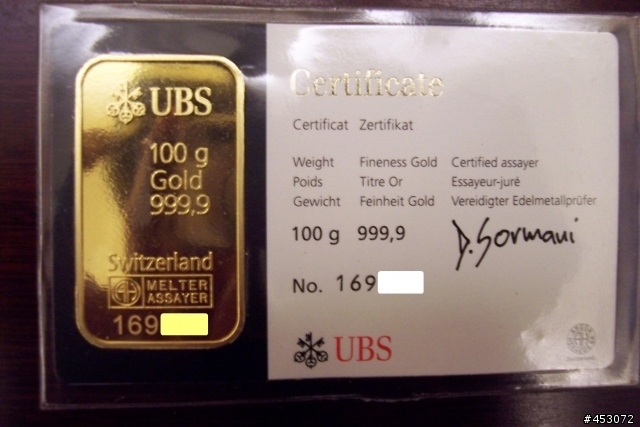 UBS
100 g
Gold
999,9
Switzerland
MELTER
ASSAYER
169
Certificate
Certificat Zertifikat
Weight Fineness Gold Certified assayer
Poids Titre Or Essayeur-juré
Gewicht Feinheit Gold Vereidigter Edelmetallprüfer
100 g 999,9 D. Sormani
No. 169
UBS
#453072